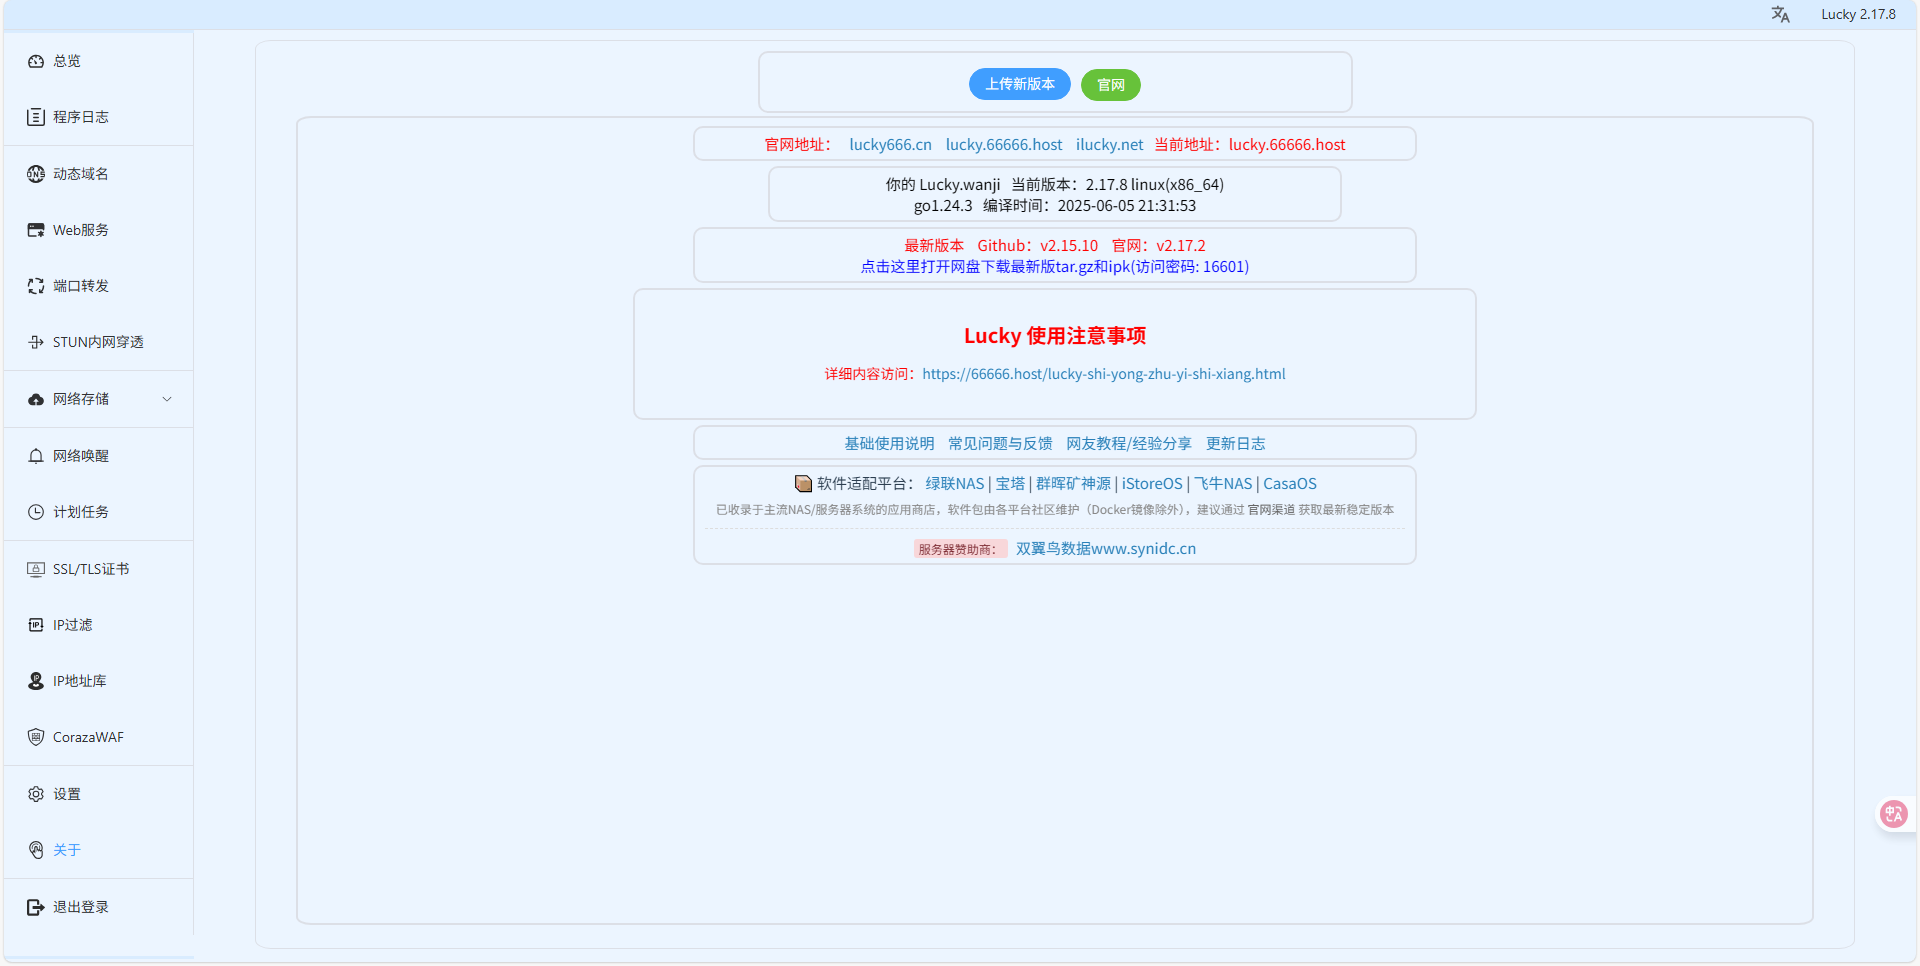 Lucky 2.17.8
总览
程序日志
动态域名
Web服务
端口转发
STUN内网穿透
网络存储
网络唤醒
计划任务
SSL/TLS证书
IP过滤
IP地址库
CorazaWAF
设置
关于
退出登录
上传新版本 官网
官网地址： lucky666.cn lucky.66666.host ilucky.net 当前地址：lucky.66666.host
你的 Lucky.wanji 当前版本：2.17.8 linux(x86_64)
go1.24.3 编译时间：2025-06-05 21:31:53
最新版本 Github：v2.15.10 官网：v2.17.2
点击这里打开网盘下载最新版tar.gz和ipk(访问密码: 16601)
Lucky 使用注意事项
详细内容访问：https://66666.host/lucky-shi-yong-zhu-yi-shi-xiang.html
基础使用说明 常见问题与反馈 网友教程/经验分享 更新日志
软件适配平台： 绿联NAS | 宝塔 | 群晖矿神源 | iStoreOS | 飞牛NAS | CasaOS
已收录于主流NAS/服务器系统的应用商店，软件包由各平台社区维护（Docker镜像除外），建议通过 官网渠道 获取最新稳定版本
服务器赞助商： 双翼鸟数据www.synidc.cn